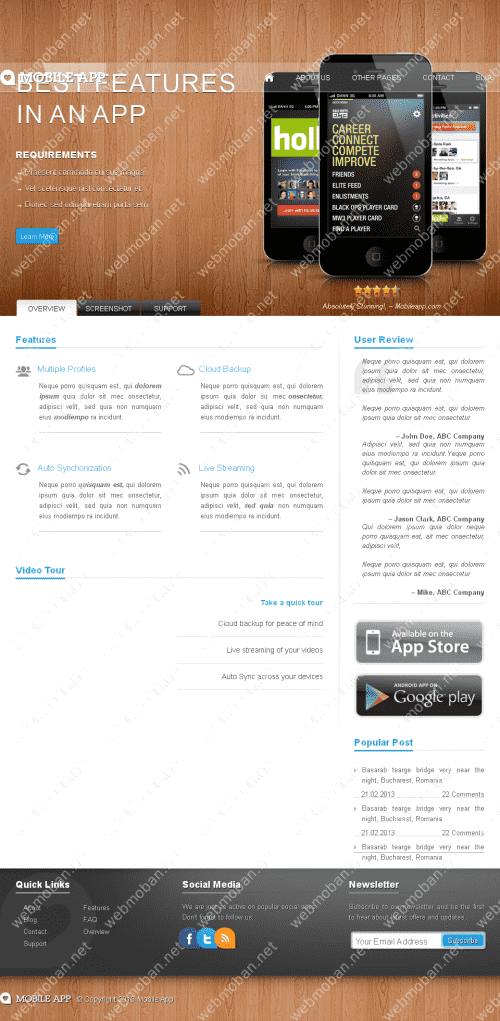 MOBILE APP
ABOUT US
OTHER PAGES
CONTACT
BLOG
BEST FEATURES
IN AN APP
REQUIREMENTS
Praesent commodo cursus magna
Vel scelerisque nisl consectetur et
Donec sed odio dui etiam porta sem
Learn More
CAREER
CONNECT
COMPETE
IMPROVE
FRIENDS
ELITE FEED
ENLISTMENTS
BLACK OPS PLAYER CARD
MW3 PLAYER CARD
FIND A PLAYER
Absolutely Stunning!, – Mobileapp.com
OVERVIEW
SCREENSHOT
SUPPORT
Features
Multiple Profiles
Neque porro quisquam est, qui dolorem
ipsum quia dolor sit mec onsectetur,
adipisci velit, sed quia non numquam
eius modiempo ra incidunt.
Cloud Backup
Neque porro quisquam est, qui dolorem
ipsum quia dolor sit mec onsectetur,
adipisci velit, sed quia non numquam
eius modiempo ra incidunt.
Auto Synchonization
Neque porro quisquam est, qui dolorem
ipsum quia dolor sit mec onsectetur,
adipisci velit, sed quia non numquam
eius modiempo ra incidunt.
Live Streaming
Neque porro quisquam est, qui dolorem
ipsum quia dolor sit mec onsectetur,
adipisci velit, sed quia non numquam
eius modiempo ra incidunt.
Video Tour
Take a quick tour
Cloud backup for peace of mind
Live streaming of your videos
Auto Sync across your devices
User Review
Neque porro quisquam est, qui dolorem
ipsum quia dolor sit mec onsectetur,
adipisci velit, sed quia non numquam
eius modiempo ra incidunt.
Neque porro quisquam est, qui dolorem
ipsum quia dolor sit mec onsectetur
– John Doe, ABC Company
Adipisci velit, sed quia non numquam
eius modiempo ra incidunt.Yeque porro
quisquam est, qui dolorem ipsum quia
dolor sit mec onsectetur.
Neque porro quisquam est, qui dolorem
ipsum quia dolor sit mec onsectetur
– Jason Clark, ABC Company
Qui dolorem ipsum quia dolor neque
porro quaquam est, sit mec onsectetur,
adipisci velit,
Neque porro quisquam est, qui dolorem
ipsum quia dolor sit mec onsectetur
– Mike, ABC Company
Available on the
App Store
ANDROID APP ON
Google play
Popular Post
Basarab tearge bridge very near the
night, Bucharest, Romania
21.02.2013
22 Comments
Basarab tearge bridge very near the
night, Bucharest, Romania
21.02.2013
22 Comments
Basarab tearge bridge very near the
night, Bucharest, Romania
Quick Links
About
Blog
Contact
Support
Features
FAQ
Overview
Social Media
We are just as active on popular social
Don't forget to follow us.
Newsletter
Subscribe to our newsletter and be the first
to hear about latest offers and updates.
Your Email Address
Subscribe
MOBILE APP
© Copyright 2013 Mobile App
webmoban.net